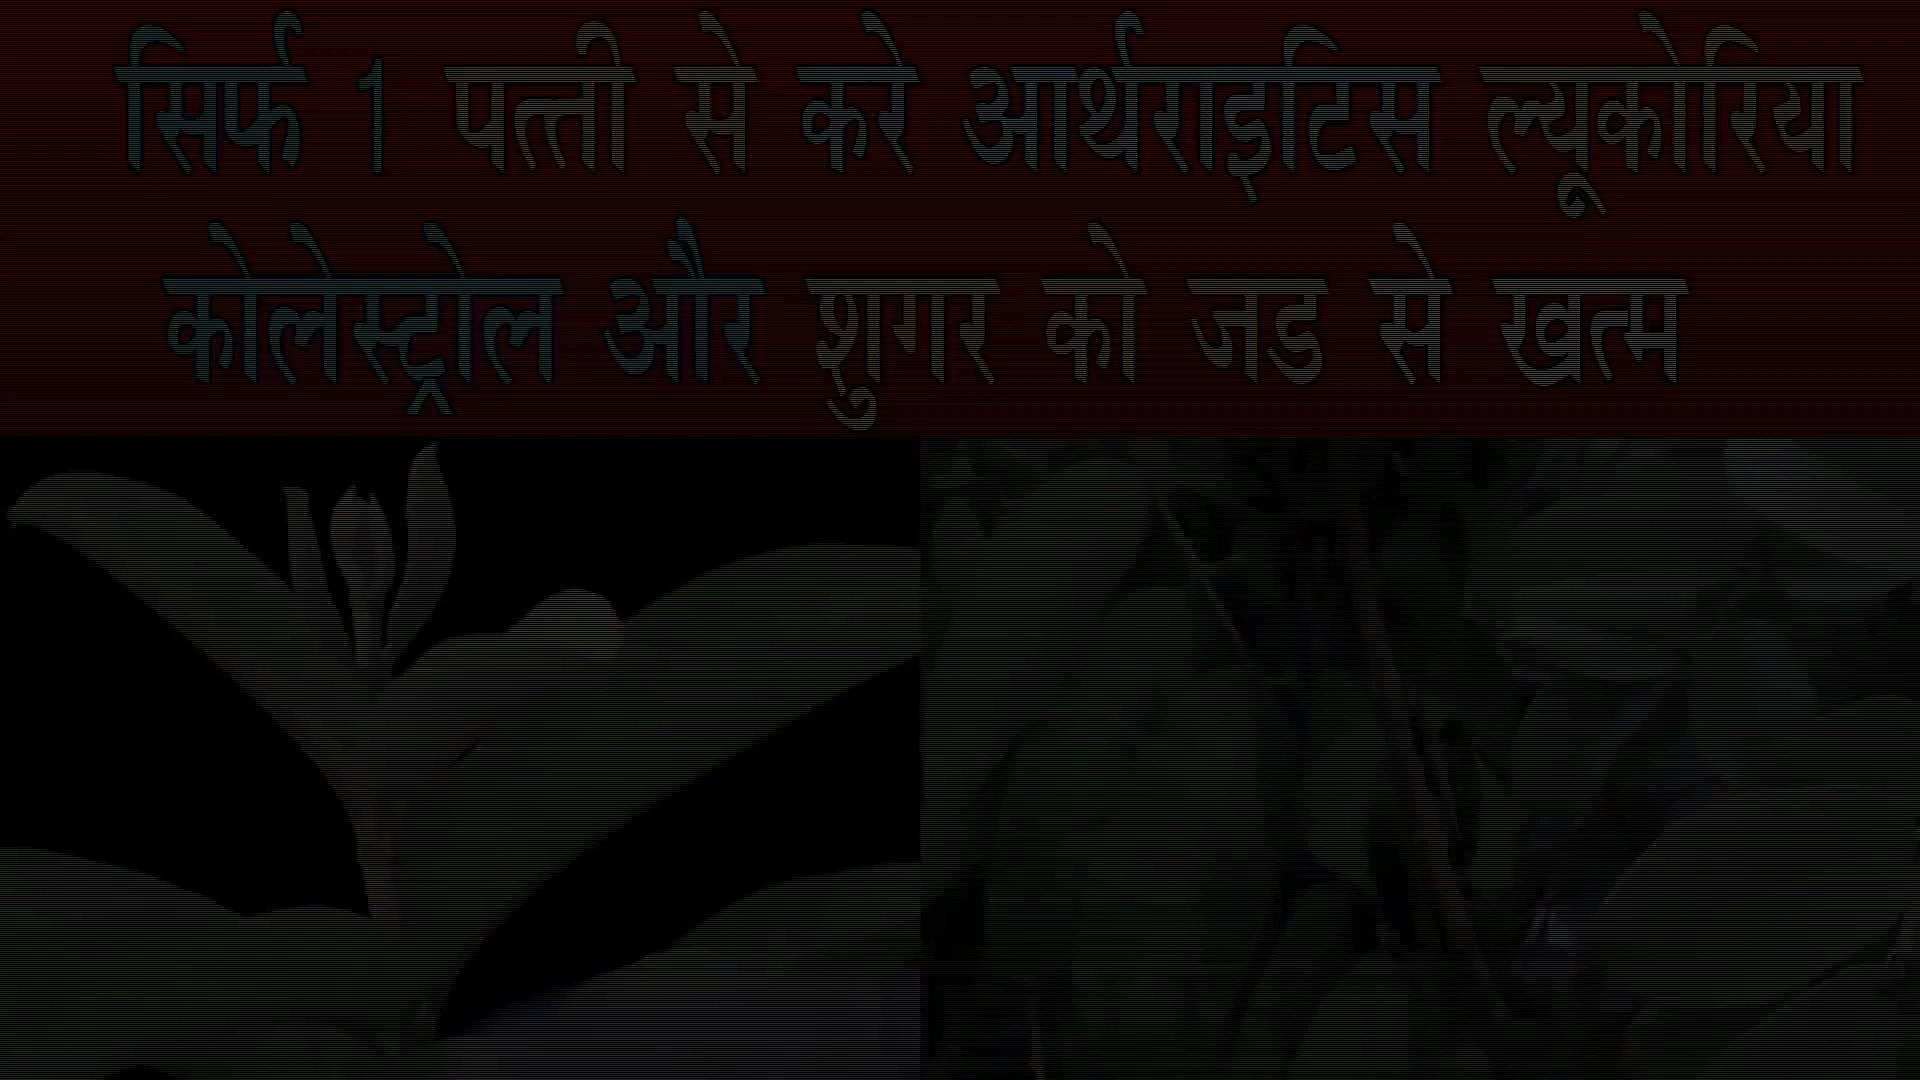 सिर्फ 1 पत्ती से करे आर्थराइटिस ल्यूकोरिया
कोलेस्ट्रोल और शुगर को जड से खत्म